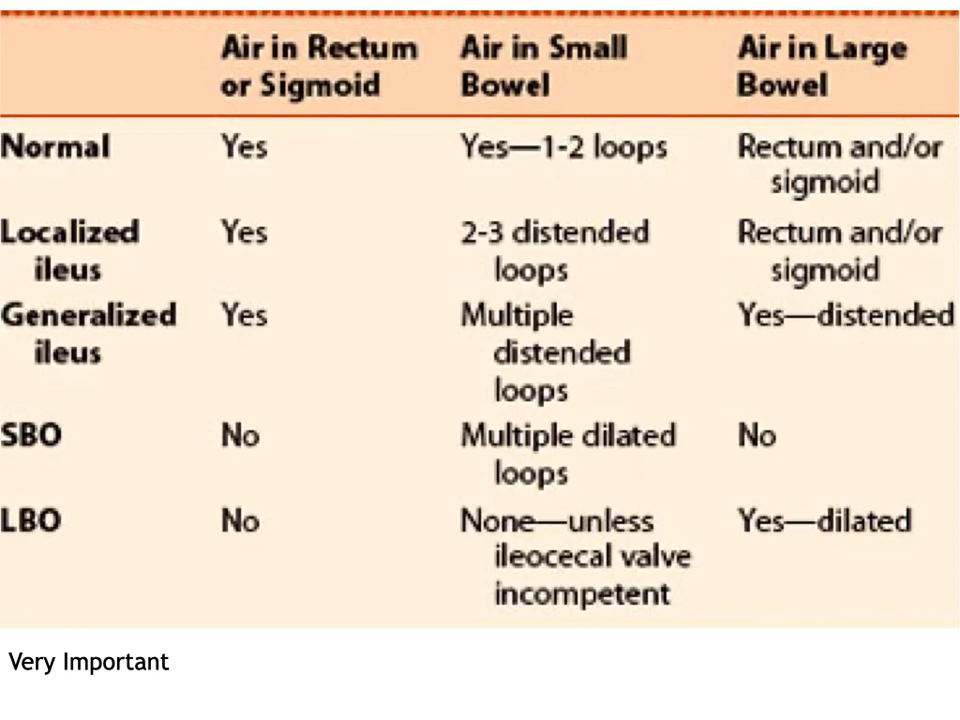 Air in Rectum or Sigmoid
Air in Small Bowel
Air in Large Bowel
Normal
Yes
Yes—1-2 loops
Rectum and/or sigmoid
Localized ileus
Yes
2-3 distended loops
Rectum and/or sigmoid
Generalized ileus
Yes
Multiple distended loops
Yes—distended
SBO
No
Multiple dilated loops
No
LBO
No
None—unless ileocecal valve incompetent
Yes—dilated
Very Important